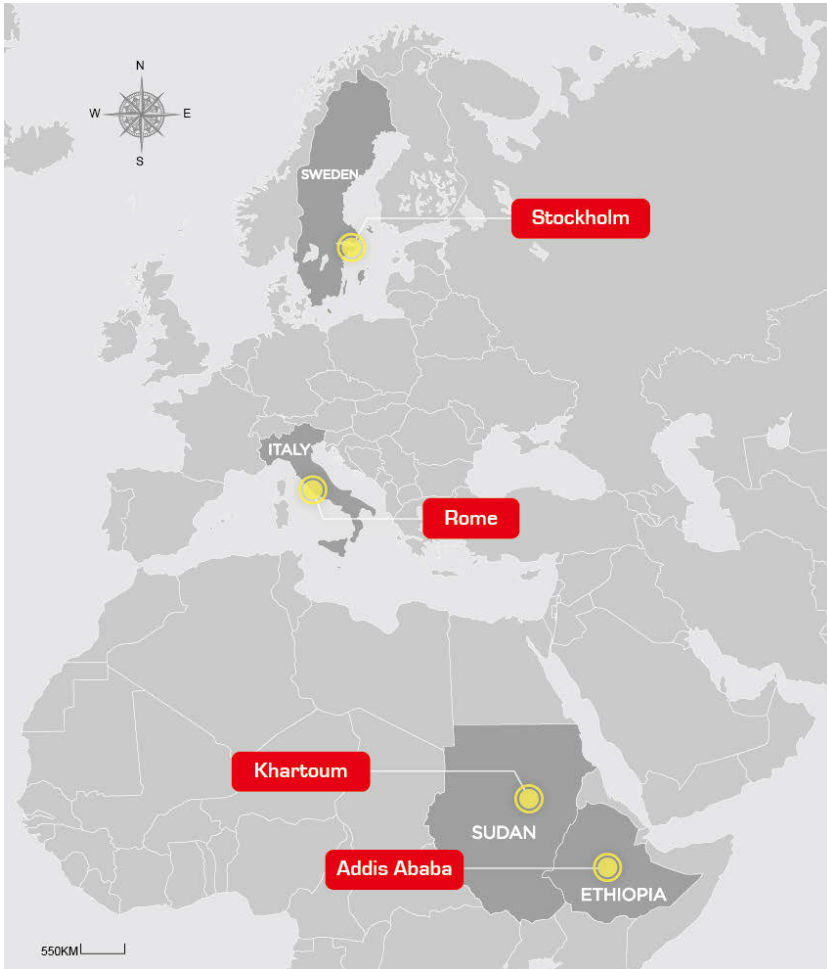 N
W
E
S
SWEDEN
Stockholm
ITALY
Rome
Khartoum
SUDAN
Addis Ababa
ETHIOPIA
550KM